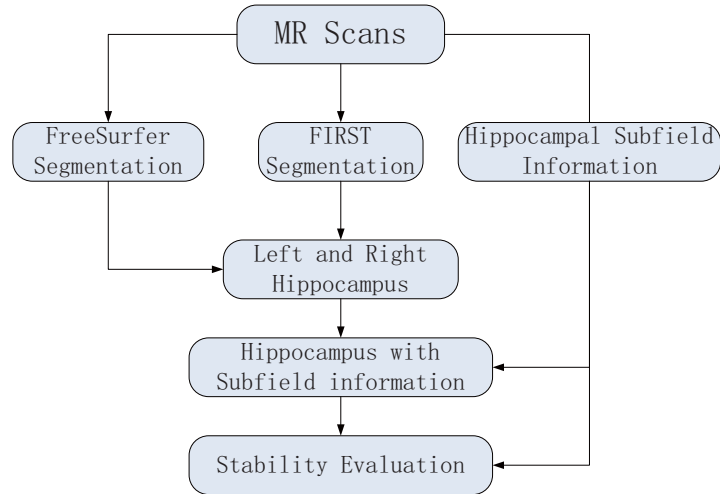 MR Scans
FreeSurfer
Segmentation
FIRST
Segmentation
Hippocampal Subfield
Information
Left and Right
Hippocampus
Hippocampus with
Subfield information
Stability Evaluation